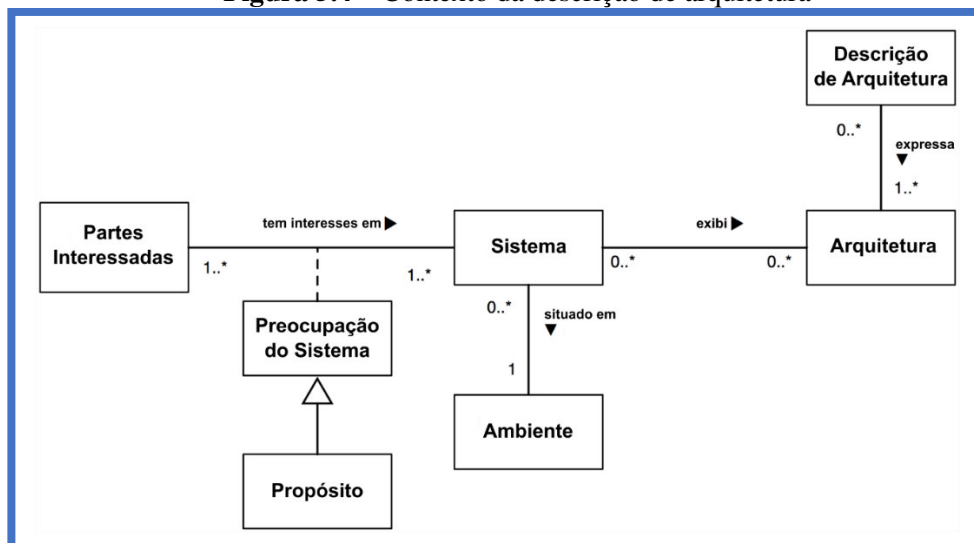 Descrição
de Arquitetura
0..*
expressa
▼
1..*
Partes
Interessadas
tem interesses em ▶
1..*
1..*
Sistema
exibi ▶
0..*
0..*
Arquitetura
Preocupação
do Sistema
0..*
situado em
▼
1
Ambiente
Propósito